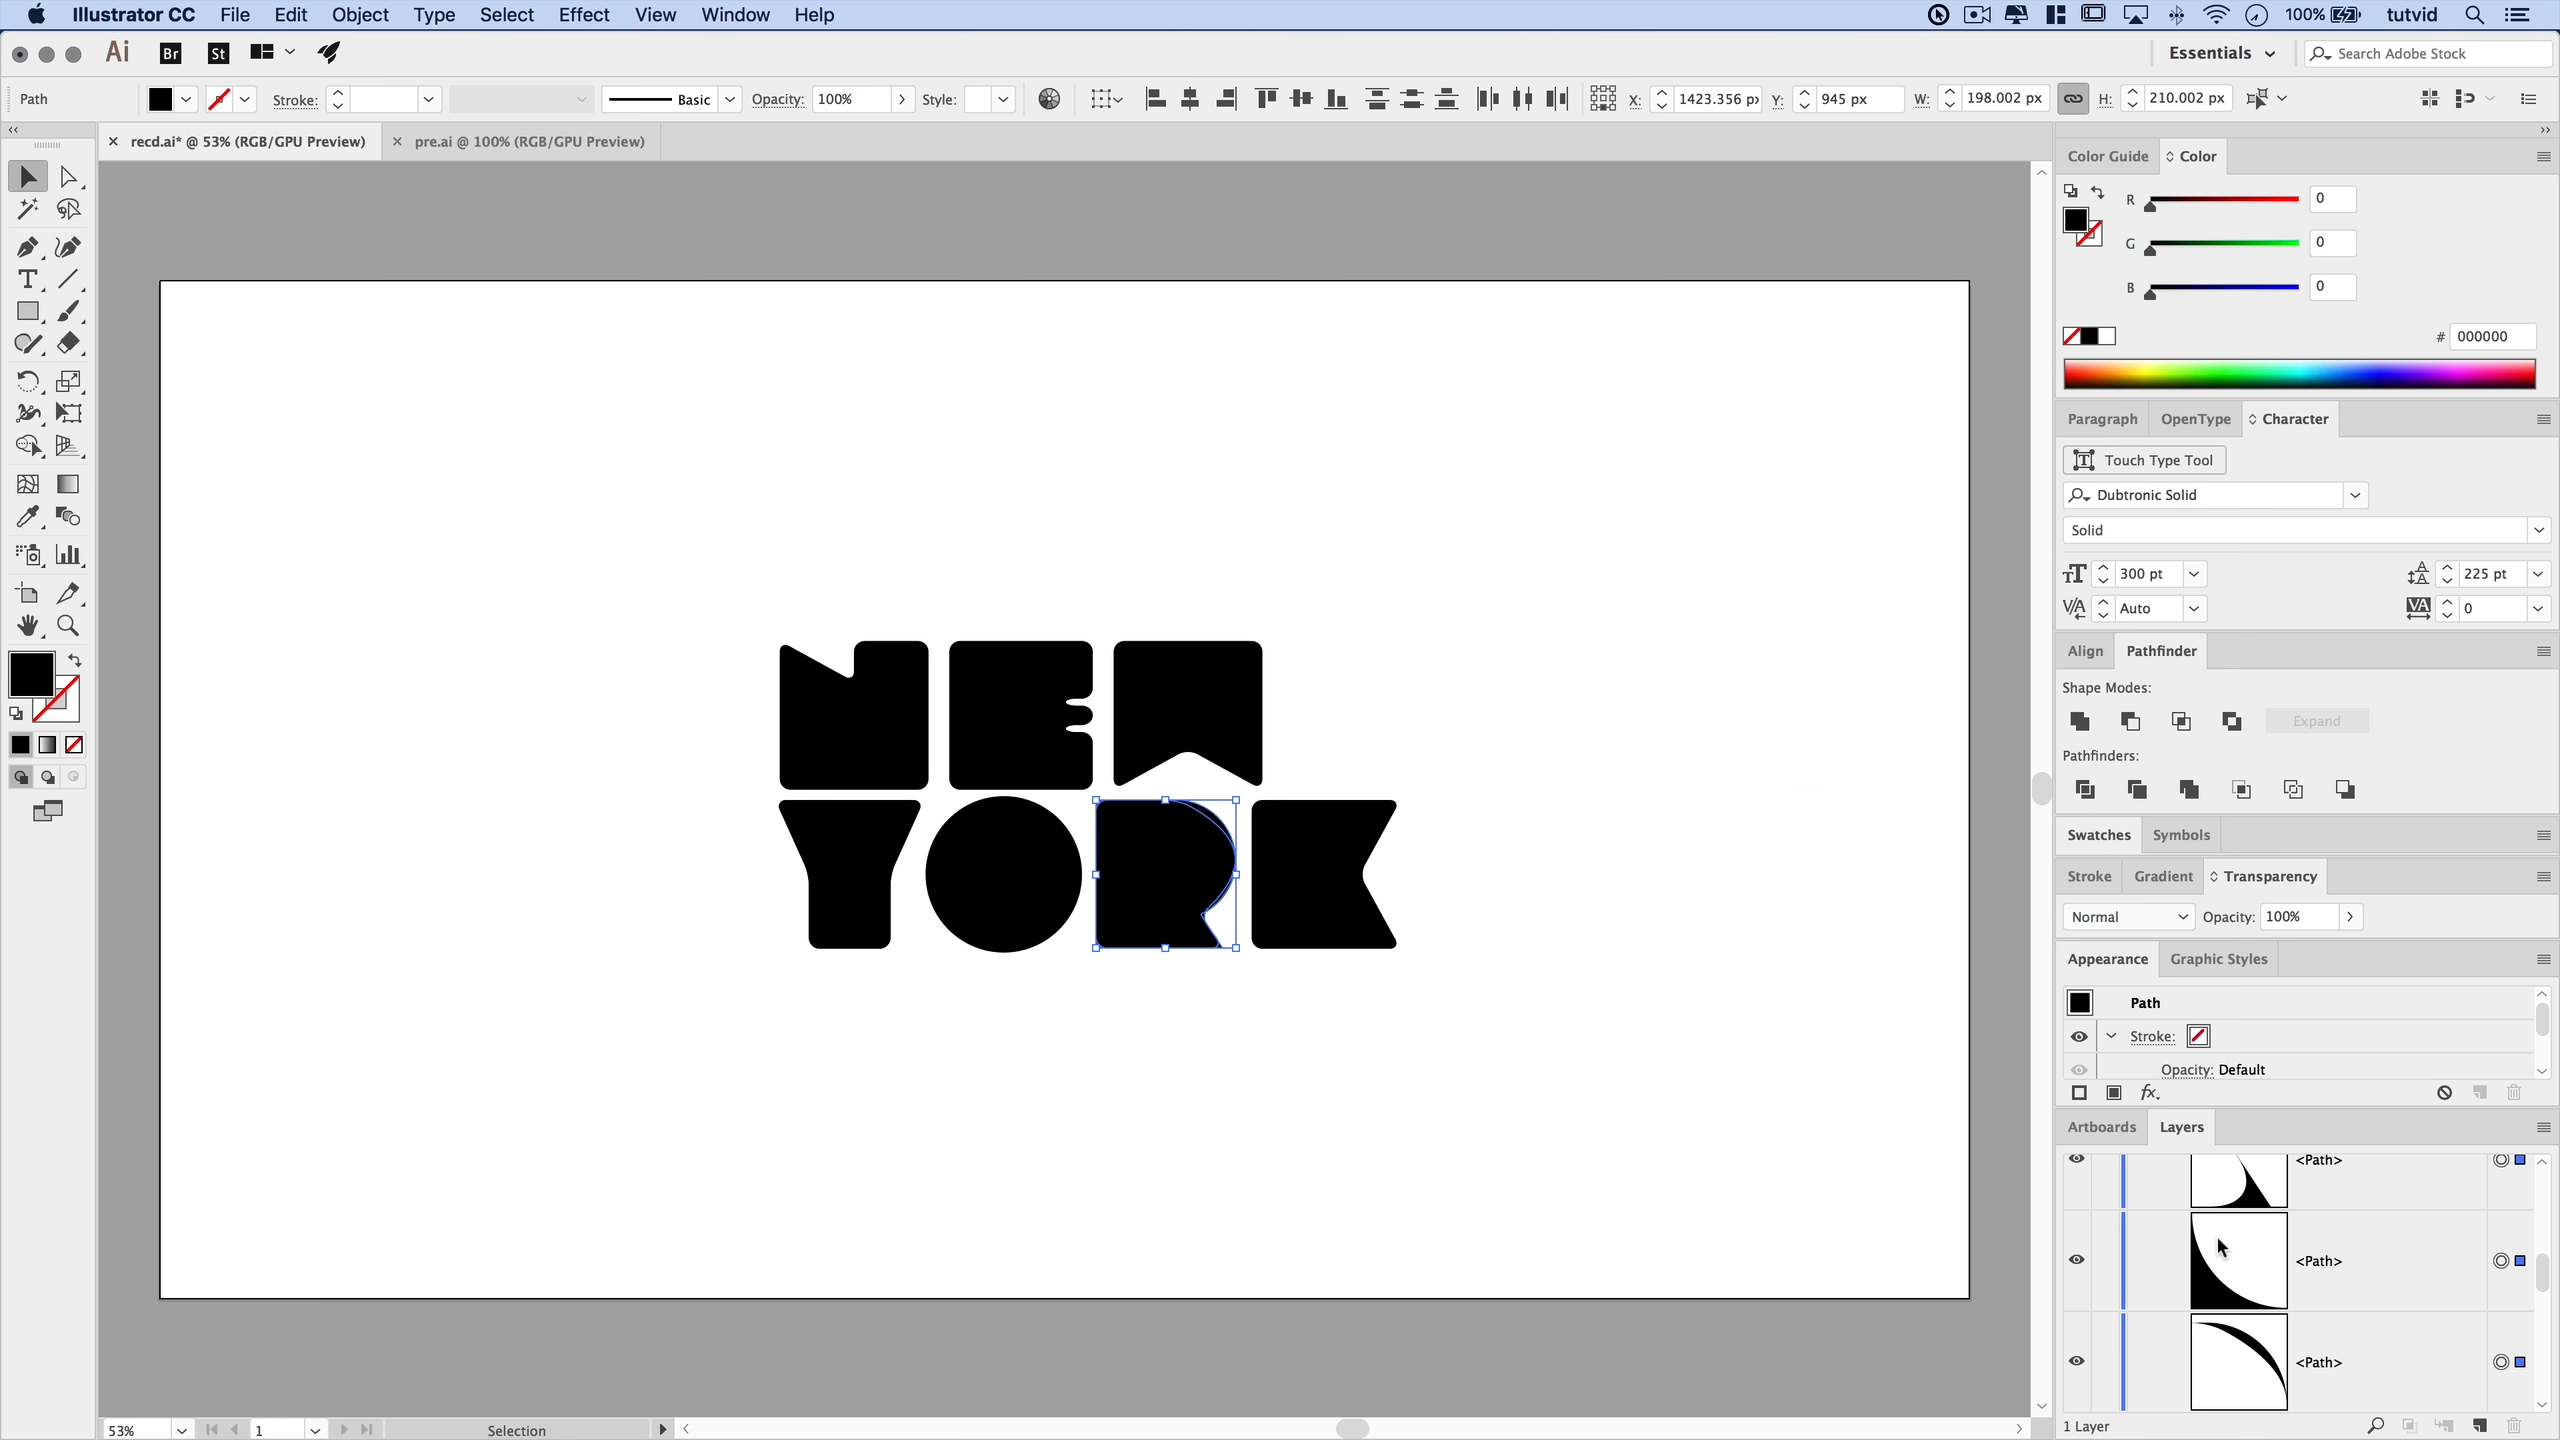 Illustrator CC File Edit Object Type Select Effect View Window Help 100% tutvid
Ai Br St Essentials Search Adobe Stock
Path Stroke: Basic Opacity: 100% Style: X: 1423.356 px Y: 945 px W: 198.002 px H: 210.002 px
recd.ai* @ 53% (RGB/GPU Preview) pre.ai @ 100% (RGB/GPU Preview)
Color Guide Color
R 0
G 0
B 0
# 000000
Paragraph OpenType Character
Touch Type Tool
Dubtronic Solid
Solid
300 pt 225 pt
Auto 0
Align Pathfinder
Shape Modes:
Expand
Pathfinders:
Swatches Symbols
Stroke Gradient Transparency
Normal Opacity: 100%
Appearance Graphic Styles
Path
Stroke:
Opacity: Default
fx
Artboards Layers
<Path>
<Path>
<Path>
1 Layer
NEW
YORK
53% 1 Selection